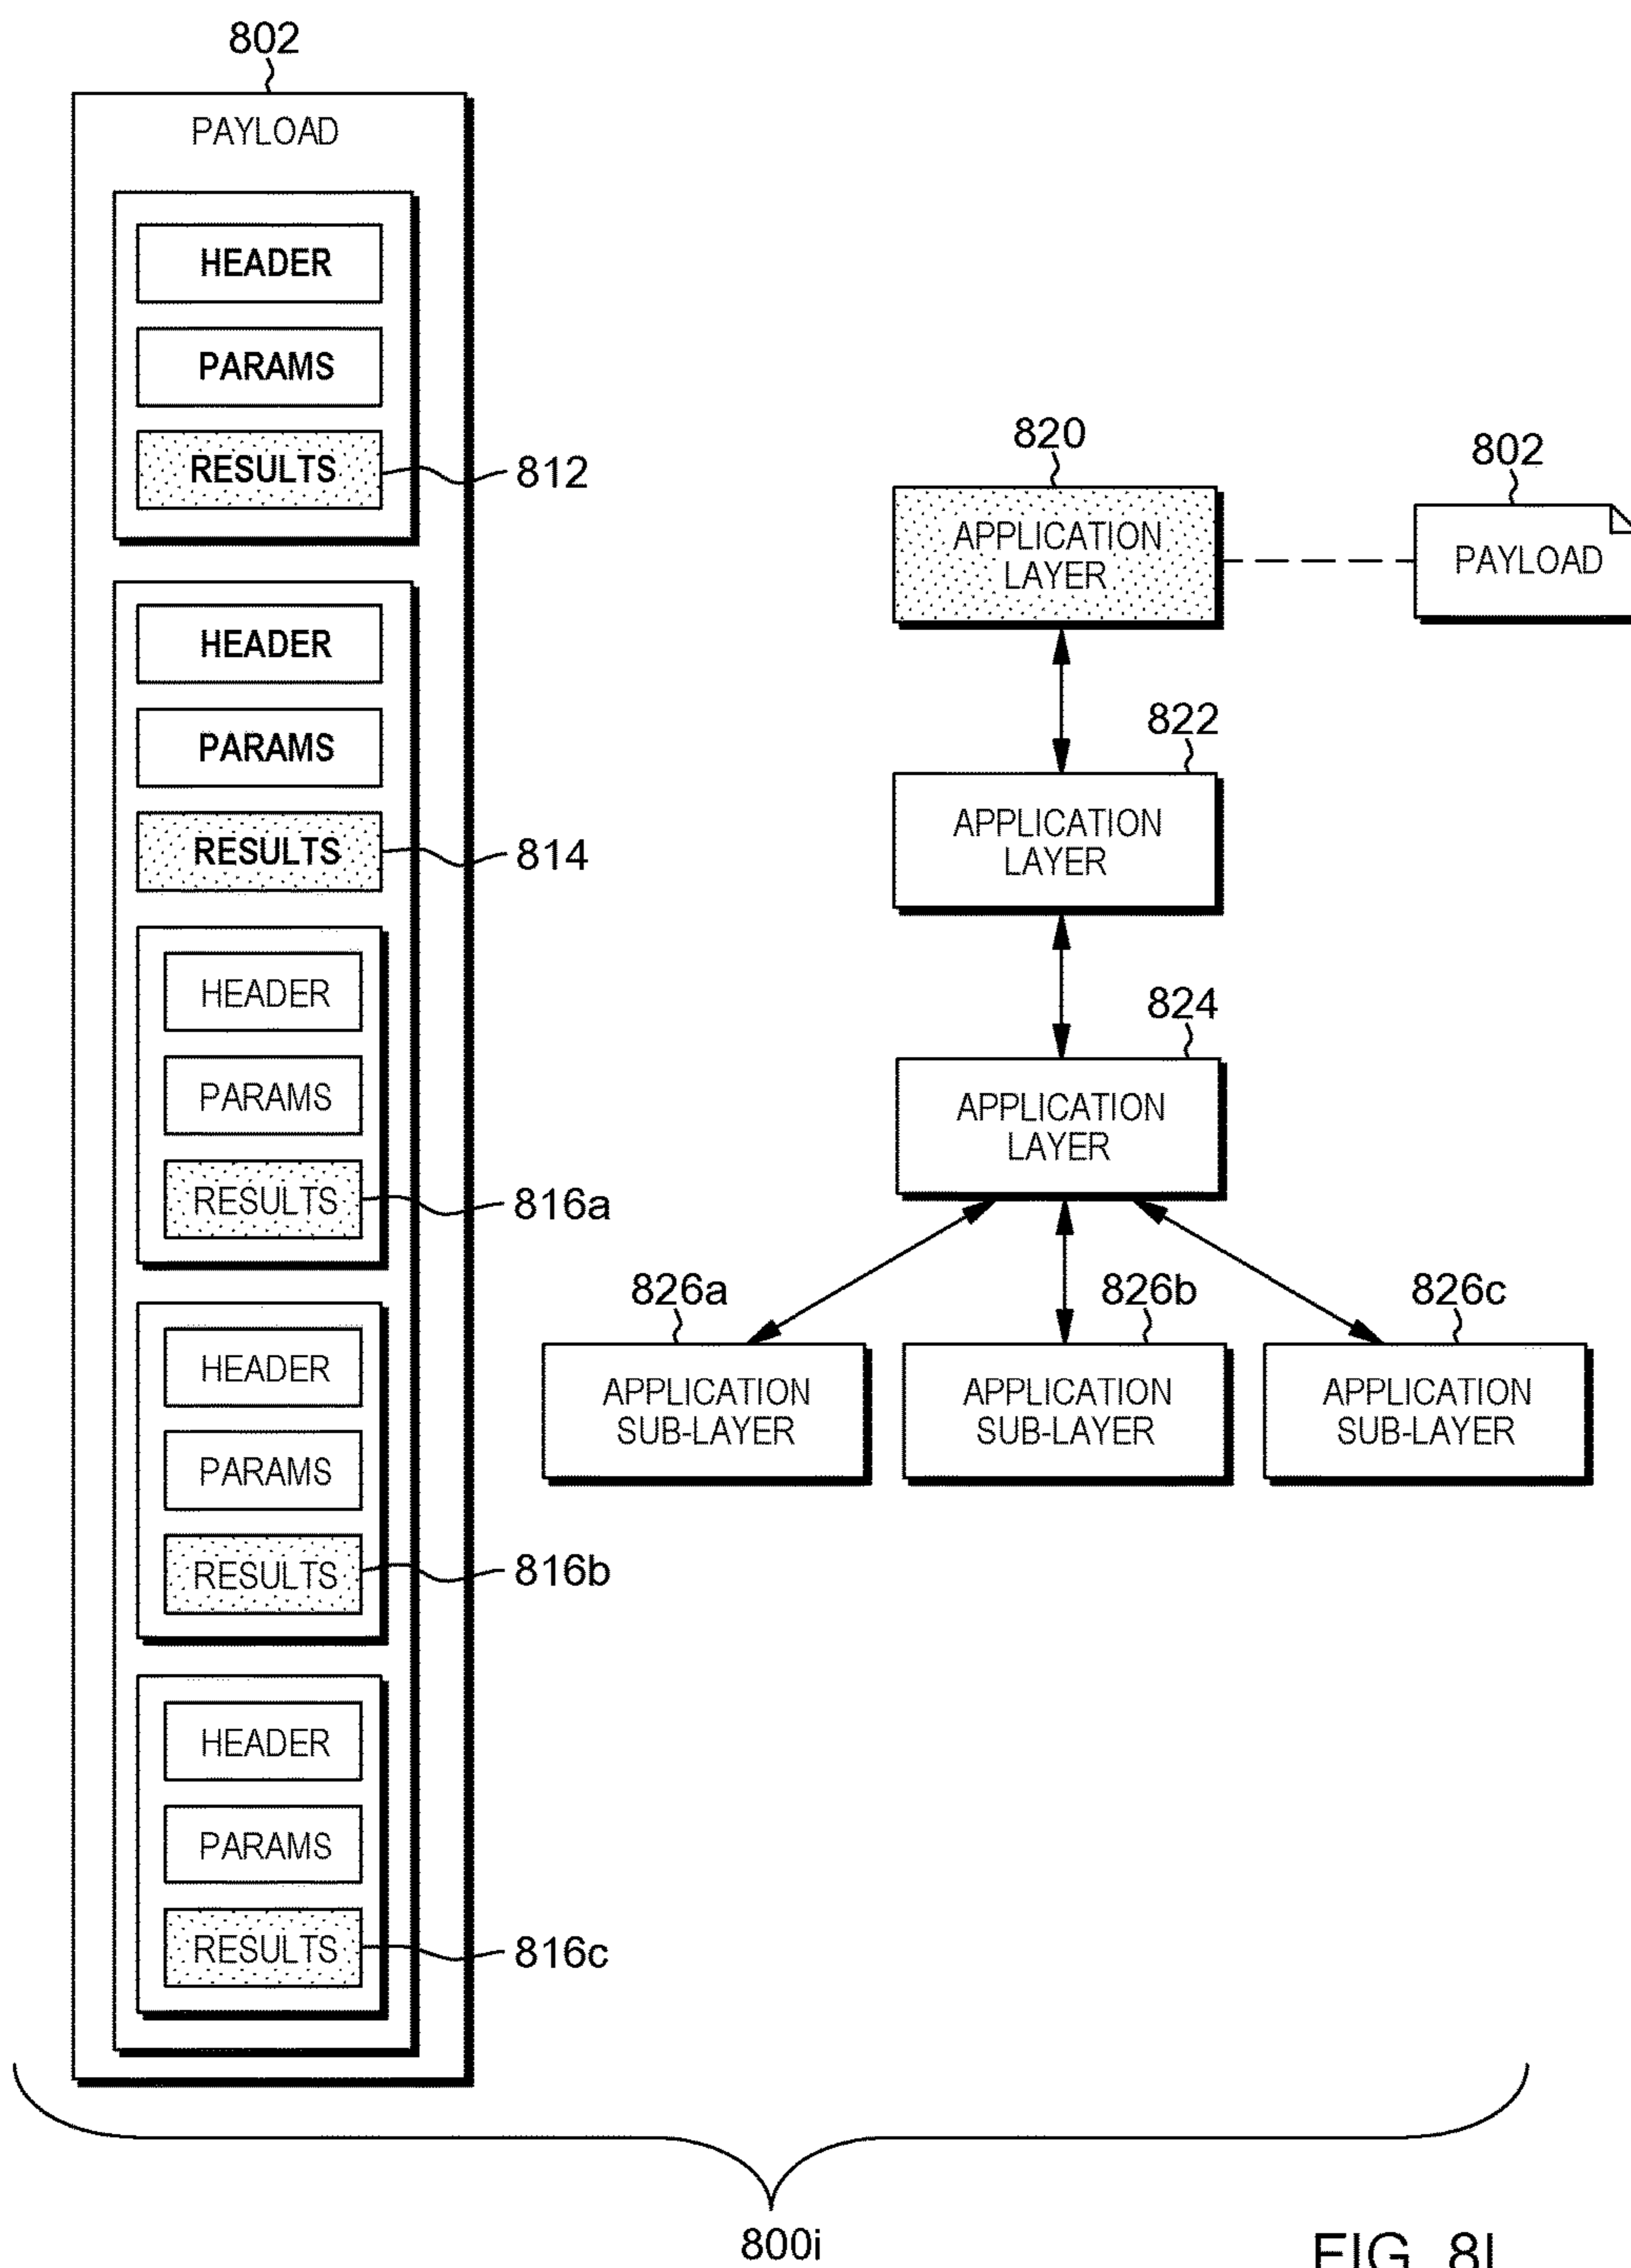 802
PAYLOAD
HEADER
PARAMS
RESULTS
812
HEADER
PARAMS
RESULTS
814
HEADER
PARAMS
RESULTS
816a
HEADER
PARAMS
RESULTS
816b
HEADER
PARAMS
RESULTS
816c
820
APPLICATION
LAYER
802
PAYLOAD
822
APPLICATION
LAYER
824
APPLICATION
LAYER
826a
APPLICATION
SUB-LAYER
826b
APPLICATION
SUB-LAYER
826c
APPLICATION
SUB-LAYER
800i
FIG. 8I